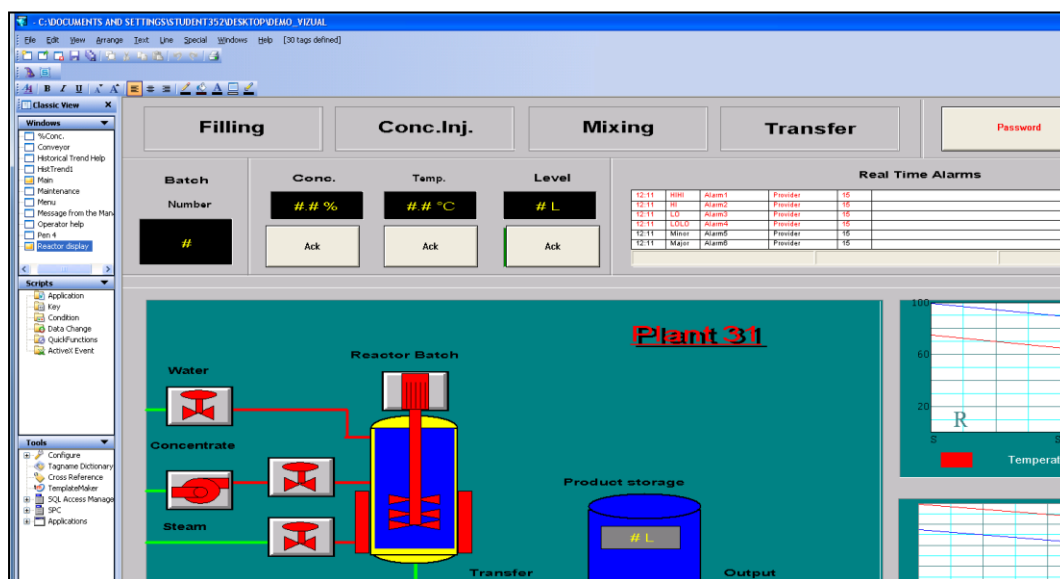 - C:\DOCUMENTS AND SETTINGS\STUDENT352\DESKTOP\DEMO_VIZUAL
File Edit View Arrange Text Line Special Windows Help [30 tags defined]
B I U A A A
Classic View X
Windows
%Conc.
Conveyor
Historical Trend Help
HistTrend1
Main
Maintenance
Menu
Message from the Man
Operator help
Pen 4
Reactor display
Scripts
Application
Key
Condition
Data Change
QuickFunctions
ActiveX Event
Tools
Configure
Tagname Dictionary
Cross Reference
TemplateMaker
SQL Access Manage
SPC
Applications
Filling Conc.Inj. Mixing Transfer Password
Batch
Number
#
Conc. Temp. Level
#.# % #.# °C # L
Ack Ack Ack
Real Time Alarms
12:11 HIHI Alarm1 Provider 15
12:11 HI Alarm2 Provider 15
12:11 LO Alarm3 Provider 15
12:11 LOLO Alarm4 Provider 15
12:11 Minor Alarm5 Provider 15
12:11 Major Alarm6 Provider 15
Plant 31
Reactor Batch
Water
Concentrate
Steam
Product storage
# L
Transfer
Output
100
60
20
R
Temperat